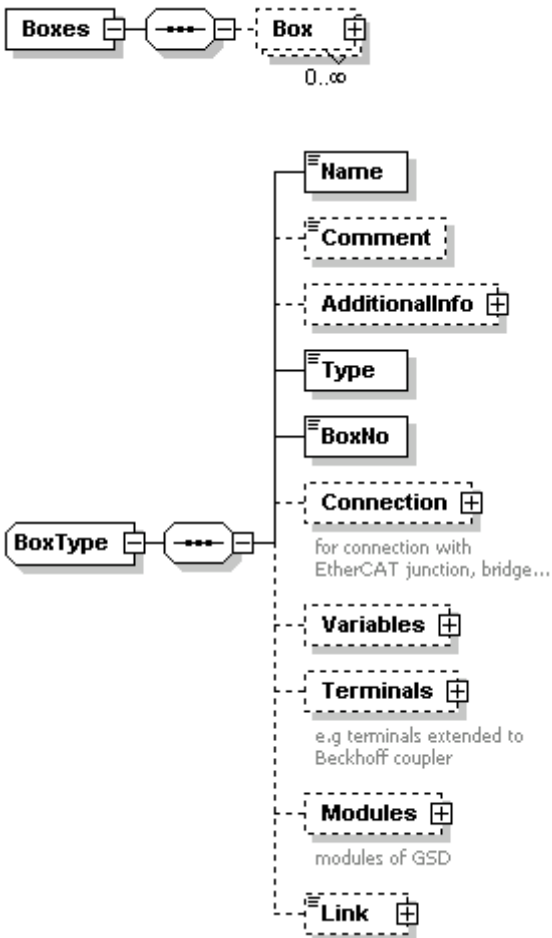 Boxes
Box
0..∞
Name
Comment
AdditionalInfo
Type
BoxNo
BoxType
Connection
for connection with
EtherCAT junction, bridge...
Variables
Terminals
e.g terminals extended to
Beckhoff coupler
Modules
modules of GSD
Link